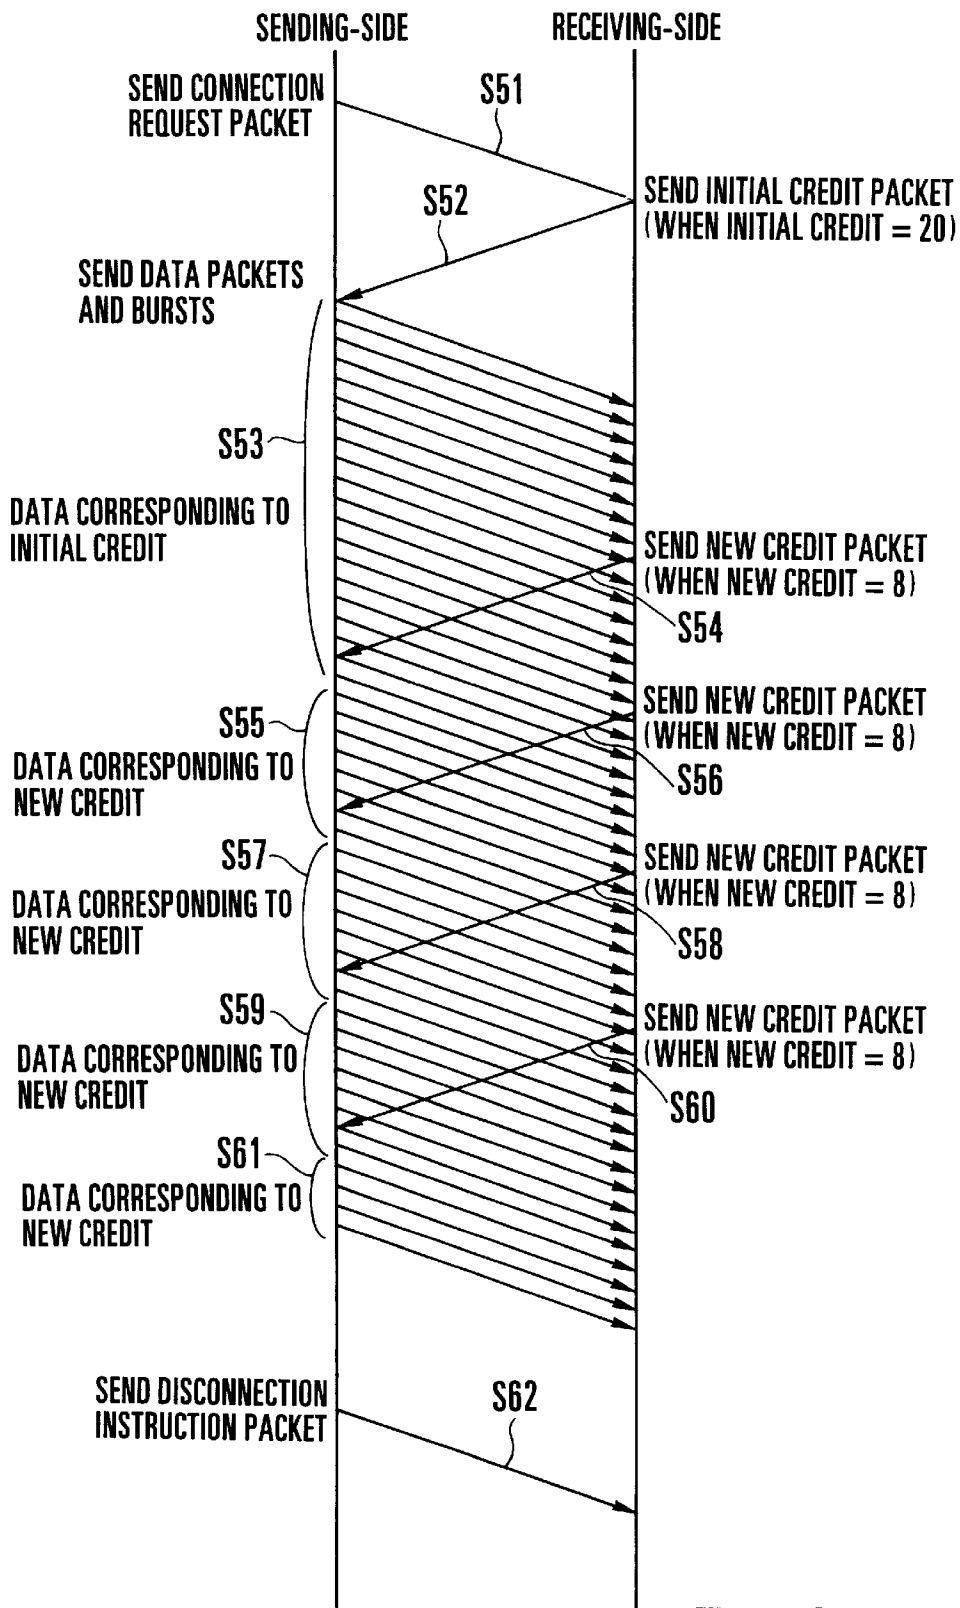 SENDING-SIDE
RECEIVING-SIDE
SEND CONNECTION
REQUEST PACKET
S51
SEND INITIAL CREDIT PACKET
(WHEN INITIAL CREDIT = 20)
S52
SEND DATA PACKETS
AND BURSTS
S53
DATA CORRESPONDING TO
INITIAL CREDIT
SEND NEW CREDIT PACKET
(WHEN NEW CREDIT = 8)
S54
SEND NEW CREDIT PACKET
(WHEN NEW CREDIT = 8)
S55
DATA CORRESPONDING TO
NEW CREDIT
S56
S57
SEND NEW CREDIT PACKET
(WHEN NEW CREDIT = 8)
DATA CORRESPONDING TO
NEW CREDIT
S58
S59
SEND NEW CREDIT PACKET
(WHEN NEW CREDIT = 8)
DATA CORRESPONDING TO
NEW CREDIT
S60
S61
DATA CORRESPONDING TO
NEW CREDIT
SEND DISCONNECTION
INSTRUCTION PACKET
S62